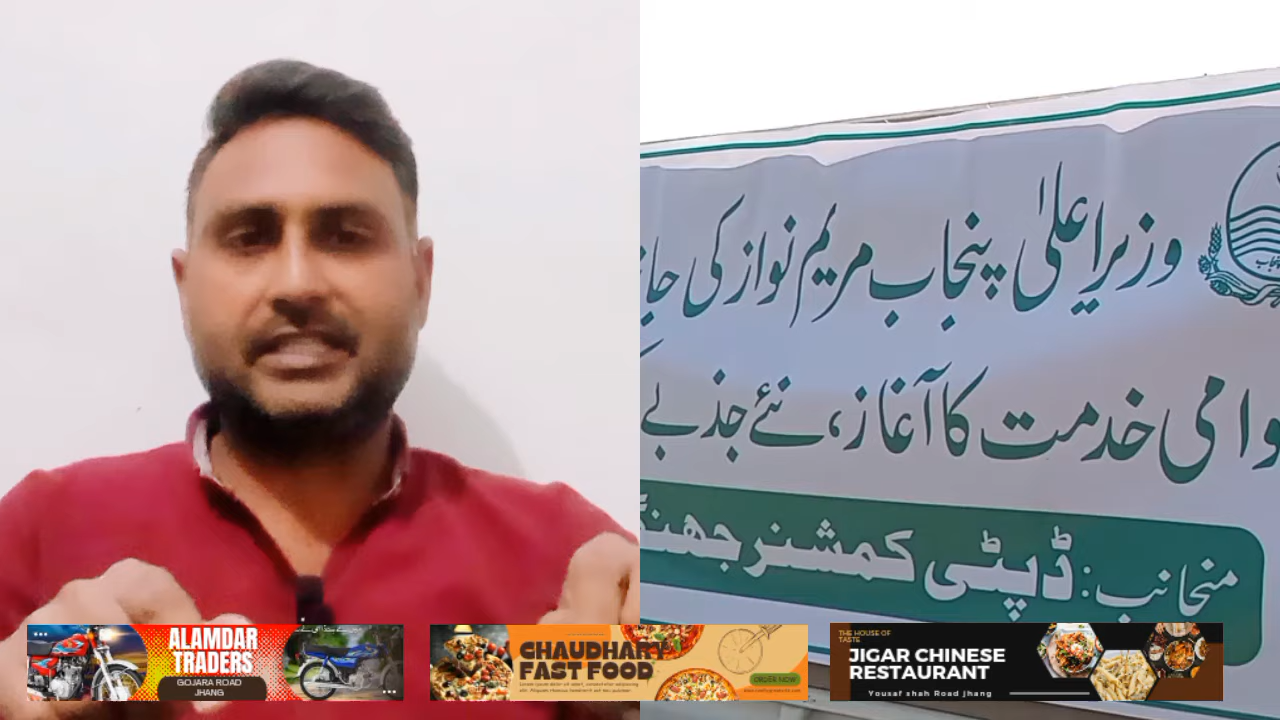 وزیراعلیٰ پنجاب مریم نواز کی جا
وامی خدمت کا آغاز، نئے جذبے
منجانب: ڈپٹی کمشنر جھنگ
ALAMDAR
TRADERS
GOJARA ROAD
JHANG
CHAUDHARY
FAST FOOD
ORDER NOW
THE HOUSE OF
TASTE
JIGAR CHINESE
RESTAURANT
Yousaf shah Road Jhang